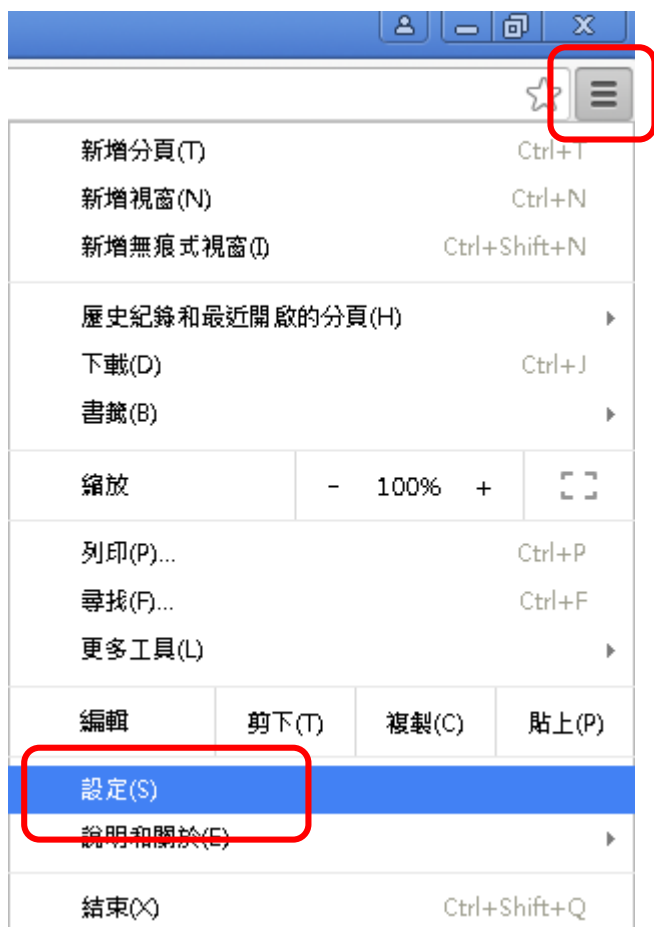 新增分頁(T) Ctrl+T
新增視窗(N) Ctrl+N
新增無痕式視窗(I) Ctrl+Shift+N
歷史紀錄和最近開啟的分頁(H)
下載(D) Ctrl+J
書籤(B)
縮放 - 100% +
列印(P)... Ctrl+P
尋找(F)... Ctrl+F
更多工具(L)
編輯 剪下(T) 複製(C) 貼上(P)
設定(S)
說明和關於(E)
結束(X) Ctrl+Shift+Q